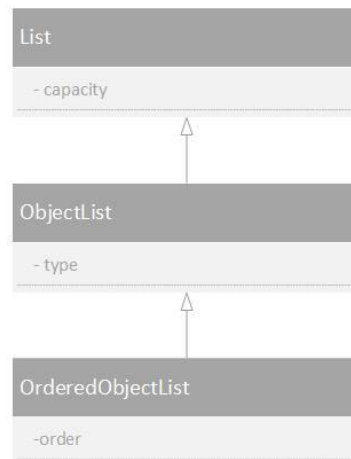 List
- capacity
ObjectList
- type
OrderedObjectList
-order